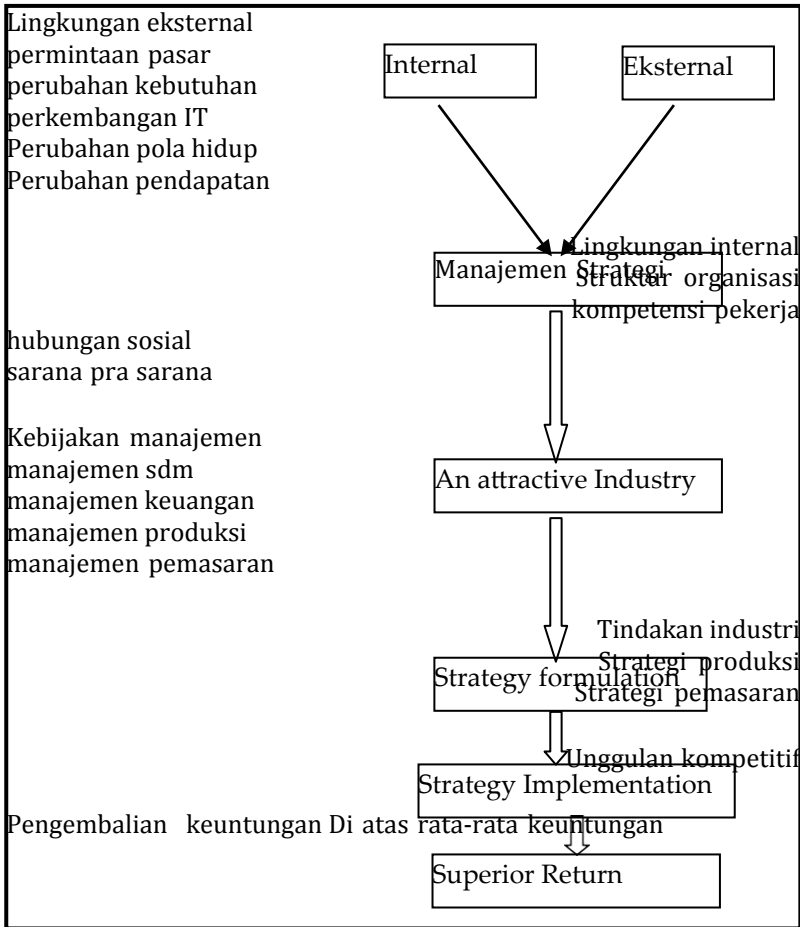 Lingkungan eksternal
permintaan pasar
perubahan kebutuhan
perkembangan IT
Perubahan pola hidup
Perubahan pendapatan
Internal
Eksternal
Lingkungan internal
Manajemen Strategi
Struktur organisasi
kompetensi pekerja
hubungan sosial
sarana pra sarana
Kebijakan manajemen
manajemen sdm
manajemen keuangan
manajemen produksi
manajemen pemasaran
An attractive Industry
Tindakan industri
Strategi produksi
Strategy formulation
Strategi pemasaran
Unggulan kompetitif
Strategy Implementation
Pengembalian keuntungan Di atas rata-rata keuntungan
Superior Return